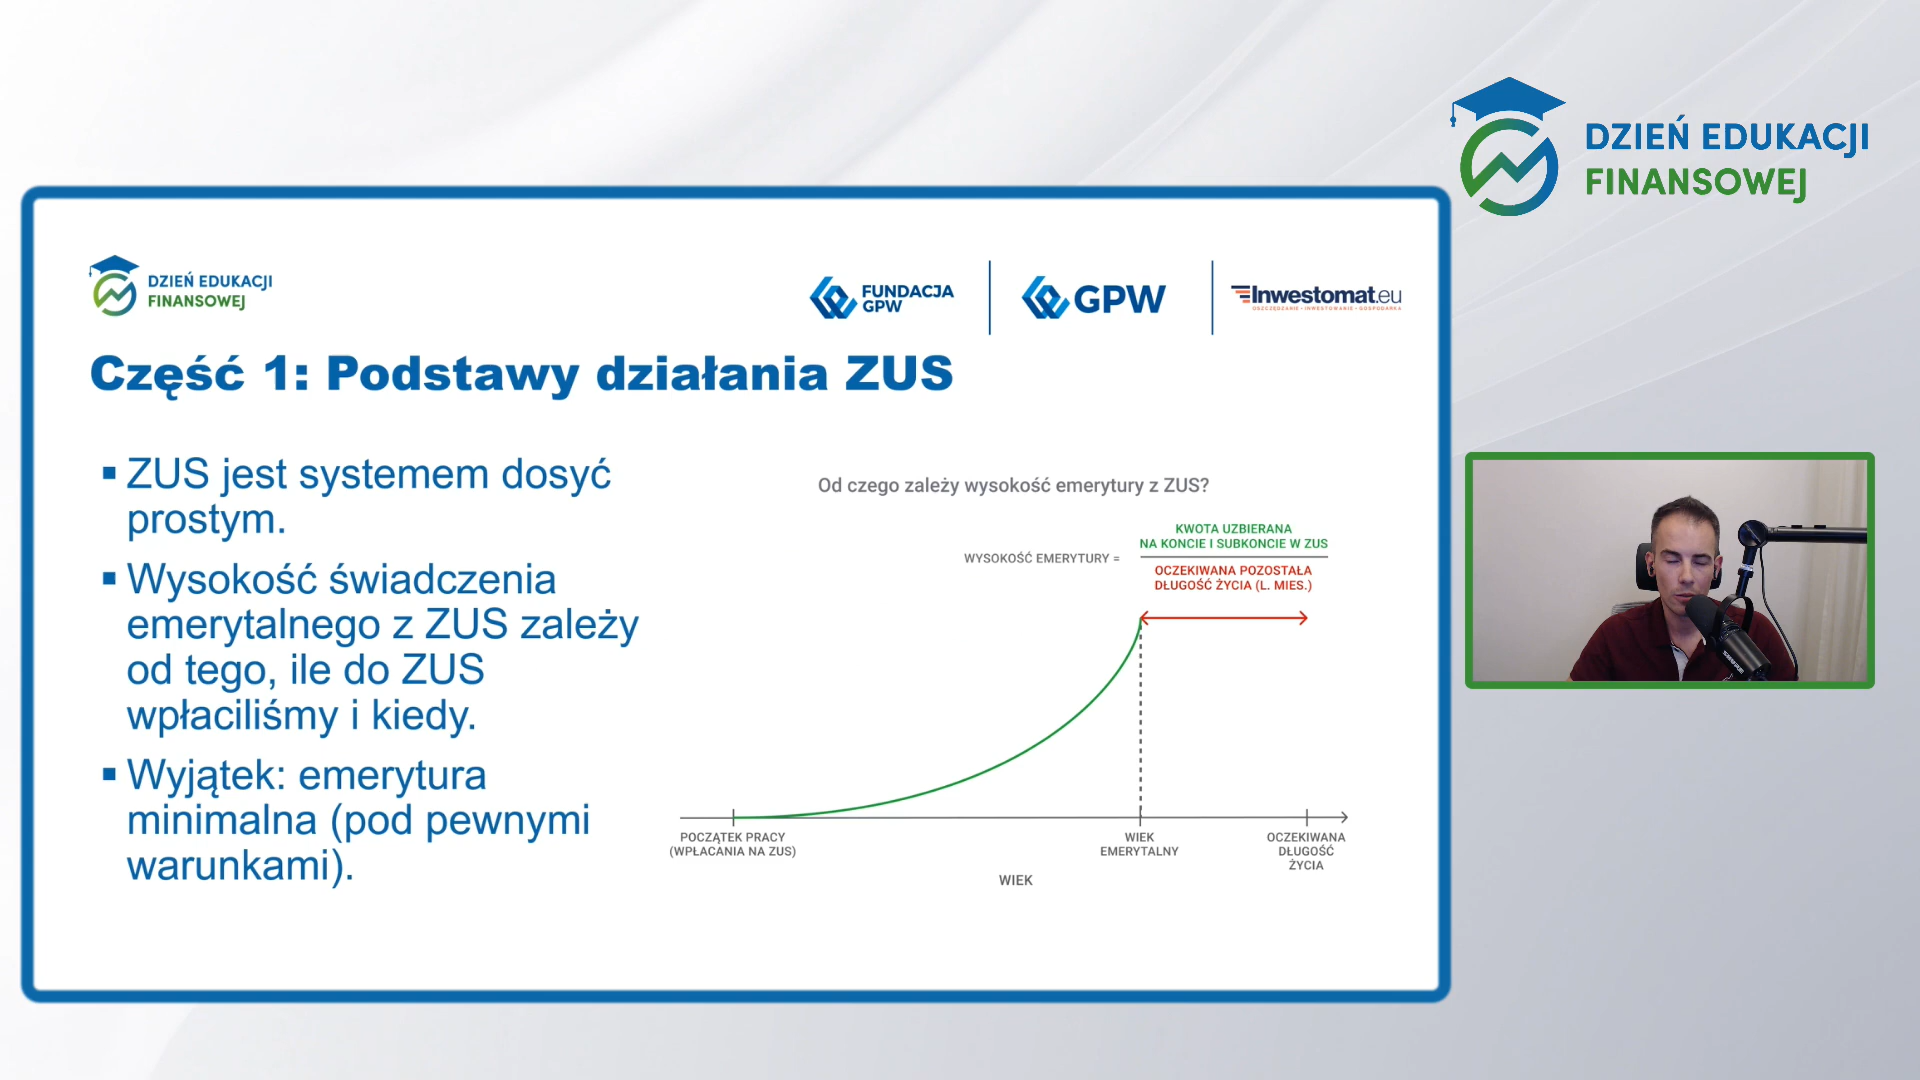 DZIEŃ EDUKACJI
FINANSOWEJ
DZIEŃ EDUKACJI
FINANSOWEJ
FUNDACJA
GPW
GPW
Inwestomat.eu
OSZCZĘDZANIE • INWESTOWANIE • GOSPODARKA
Część 1: Podstawy działania ZUS
▪ ZUS jest systemem dosyć
prostym.
▪ Wysokość świadczenia
emerytalnego z ZUS zależy
od tego, ile do ZUS
wpłaciliśmy i kiedy.
▪ Wyjątek: emerytura
minimalna (pod pewnymi
warunkami).
Od czego zależy wysokość emerytury z ZUS?
WYSOKOŚĆ EMERYTURY =
KWOTA UZBIERANA
NA KONCIE I SUBKONCIE W ZUS
OCZEKIWANA POZOSTAŁA
DŁUGOŚĆ ŻYCIA (L. MIES.)
POCZĄTEK PRACY
(WPŁACANIA NA ZUS)
WIEK
EMERYTALNY
OCZEKIWANA
DŁUGOŚĆ
ŻYCIA
WIEK